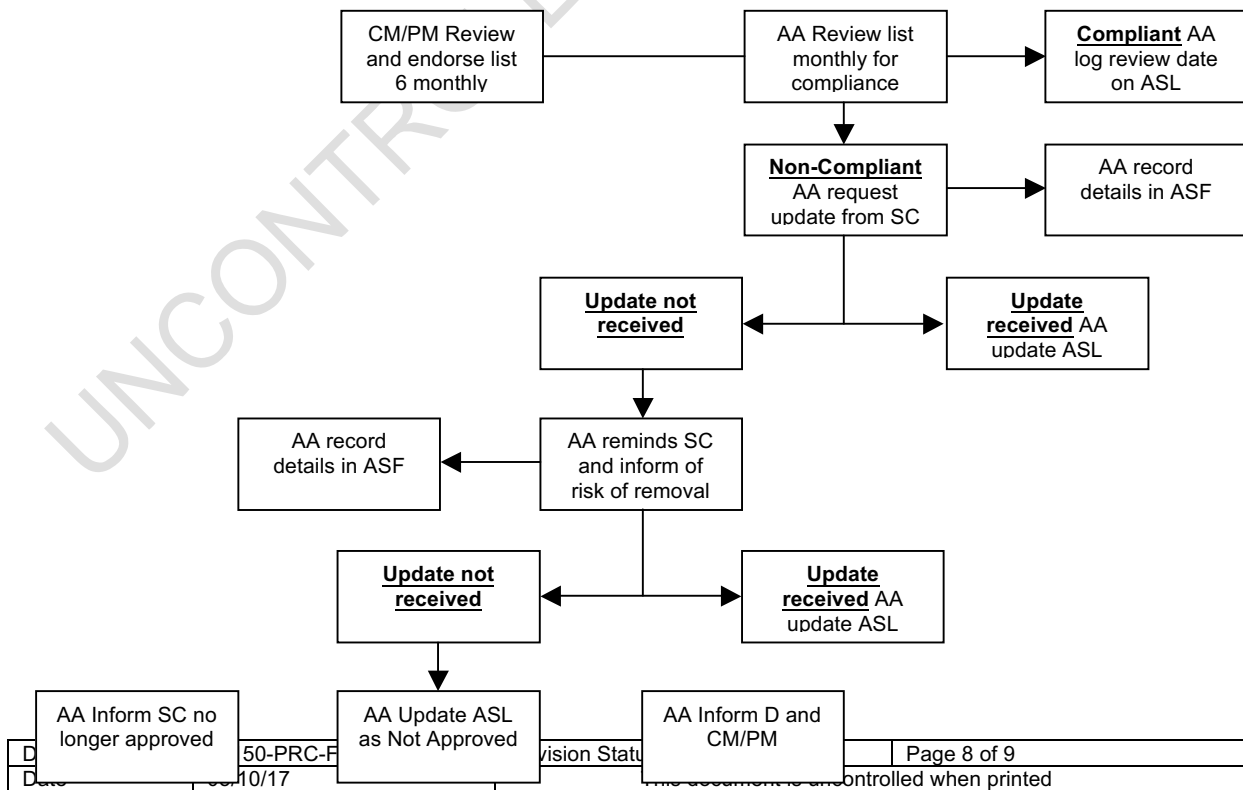 CM/PM Review
and endorse list
6 monthly
AA Review list
monthly for
compliance
Compliant AA
log review date
on ASL
Non-Compliant
AA request
update from SC
AA record
details in ASF
Update not
received
Update
received AA
update ASL
AA record
details in ASF
AA reminds SC
and inform of
risk of removal
Update not
received
Update
received AA
update ASL
AA Inform SC no
longer approved
AA Update ASL
as Not Approved
AA Inform D and
CM/PM
50-PRC-F
Page 8 of 9
Date
/10/17
This document is uncontrolled when printed